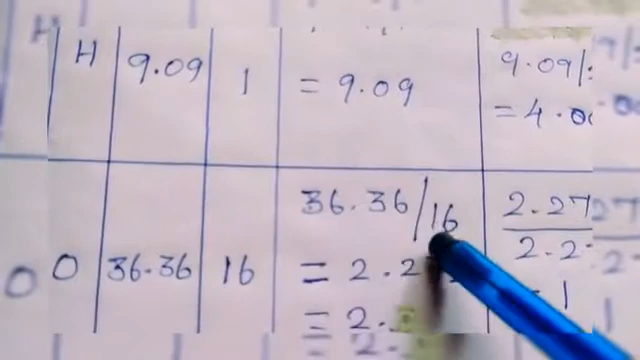 H 9.09 1 = 9.09 9.09/
= 4.0
36.36/16 2.27
O 36.36 16 = 2.2 2.2
= 2. 1